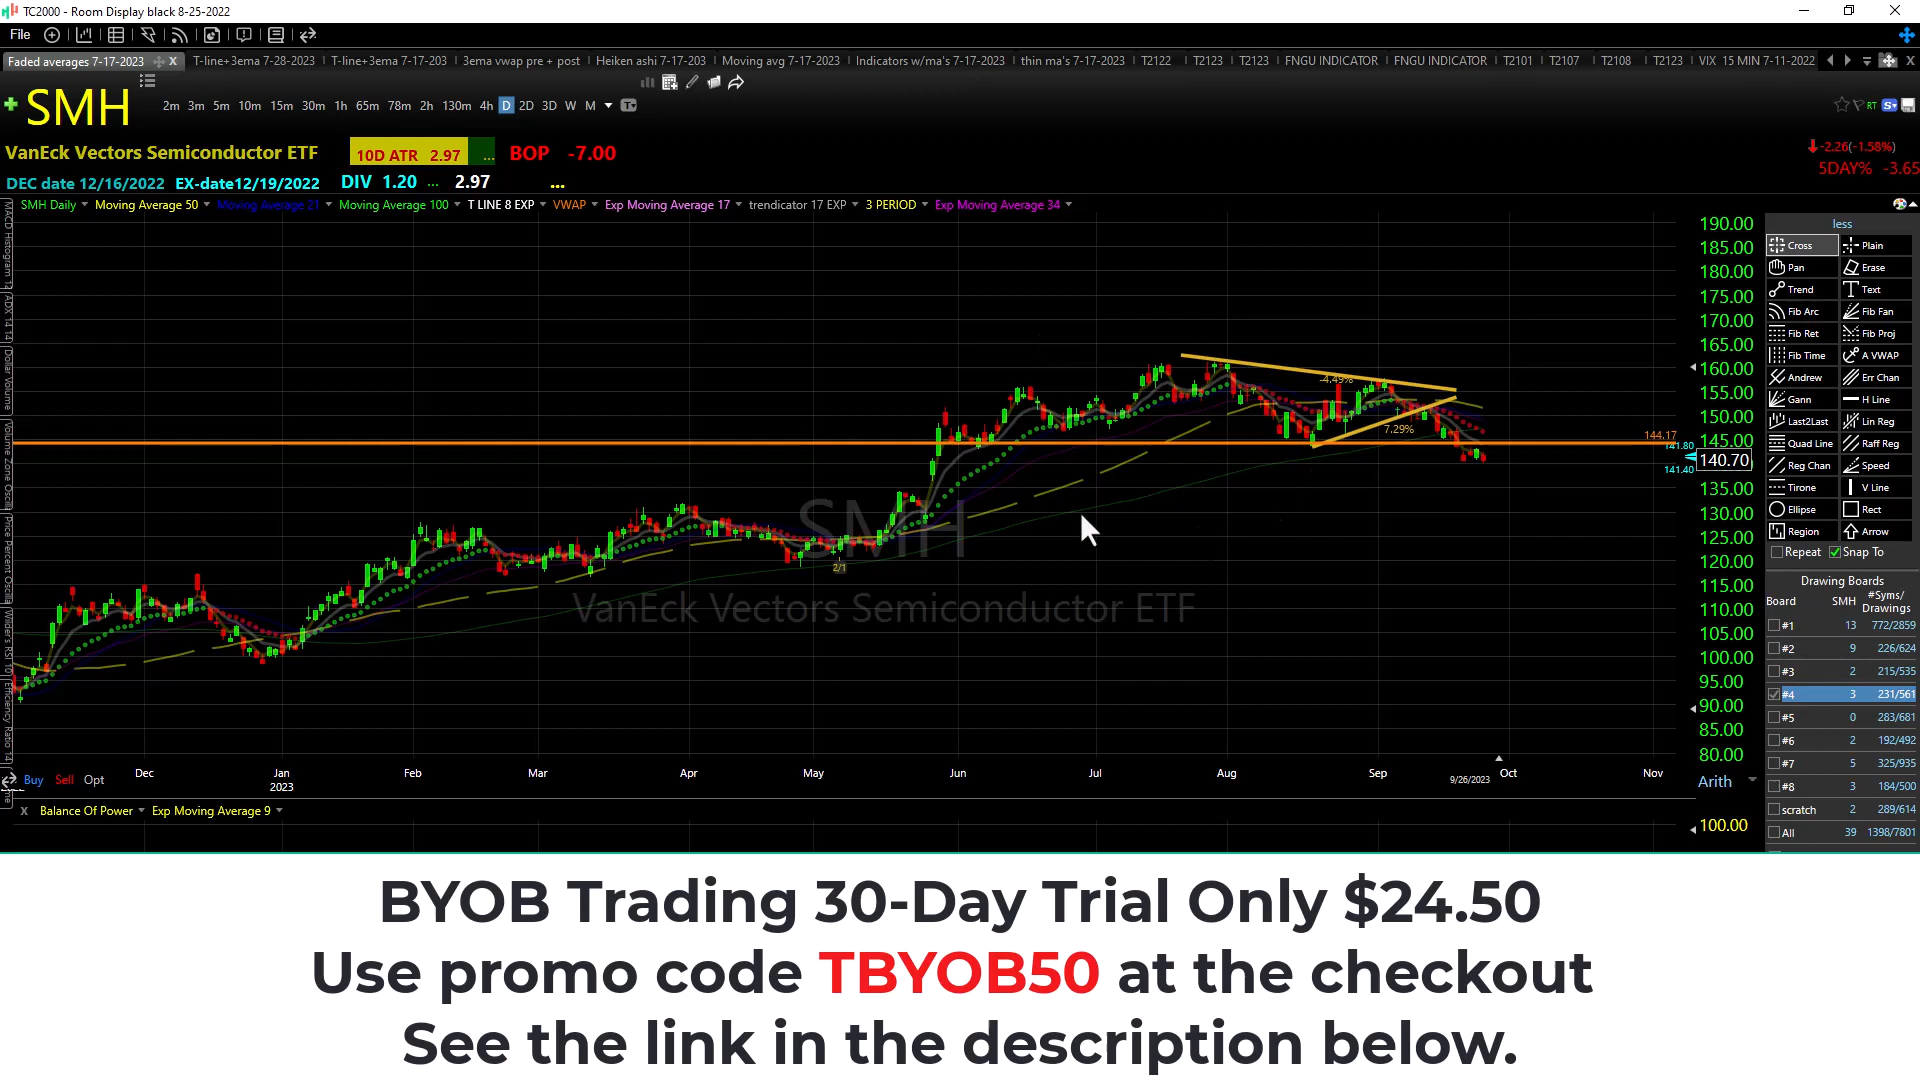 TC2000 - Room Display black 8-25-2022
File
Faded averages 7-17-2023 X T-line+3ema 7-28-2023 T-line+3ema 7-17-203 3ema vwap pre + post Heiken ashi 7-17-203 Moving avg 7-17-2023 Indicators w/ma's 7-17-2023 thin ma's 7-17-2023 T2122 T2123 T2123 FNGU INDICATOR FNGU INDICATOR T2101 T2107 T2108 T2123 VIX 15 MIN 7-11-2022 X
SMH 2m 3m 5m 10m 15m 30m 1h 65m 78m 2h 130m 4h D 2D 3D W M RT
VanEck Vectors Semiconductor ETF 10D ATR 2.97 ... BOP -7.00 -2.26(-1.58%)
5DAY% -3.65
DEC date 12/16/2022 EX-date12/19/2022 DIV 1.20 ... 2.97 ...
SMH Daily Moving Average 50 Moving Average 21 Moving Average 100 T LINE 8 EXP VWAP Exp Moving Average 17 trendicator 17 EXP 3 PERIOD Exp Moving Average 34
190.00
185.00
180.00
175.00
170.00
165.00
160.00
155.00
150.00
145.00
140.70
135.00
130.00
125.00
120.00
115.00
110.00
105.00
100.00
95.00
90.00
85.00
80.00
-4.49%
7.29%
144.17
141.80
141.40
SMH
2/1
VanEck Vectors Semiconductor ETF
less
Cross Plain
Pan Erase
Trend Text
Fib Arc Fib Fan
Fib Ret Fib Proj
Fib Time A VWAP
Andrew Err Chan
Gann H Line
Last2Last Lin Reg
Quad Line Raff Reg
Reg Chan Speed
Tirone V Line
Ellipse Rect
Region Arrow
Repeat Snap To
Drawing Boards
Board SMH #Syms/
Drawings
#1 13 772/2859
#2 9 226/624
#3 2 215/535
#4 3 231/561
#5 0 283/681
#6 2 192/492
#7 5 325/935
#8 3 184/500
scratch 2 289/614
All 39 1398/7801
Dec Jan Feb Mar Apr May Jun Jul Aug Sep 9/26/2023 Oct Nov
2023
Buy Sell Opt Arith
X Balance Of Power Exp Moving Average 9
100.00
BYOB Trading 30-Day Trial Only $24.50
Use promo code TBYOB50 at the checkout
See the link in the description below.